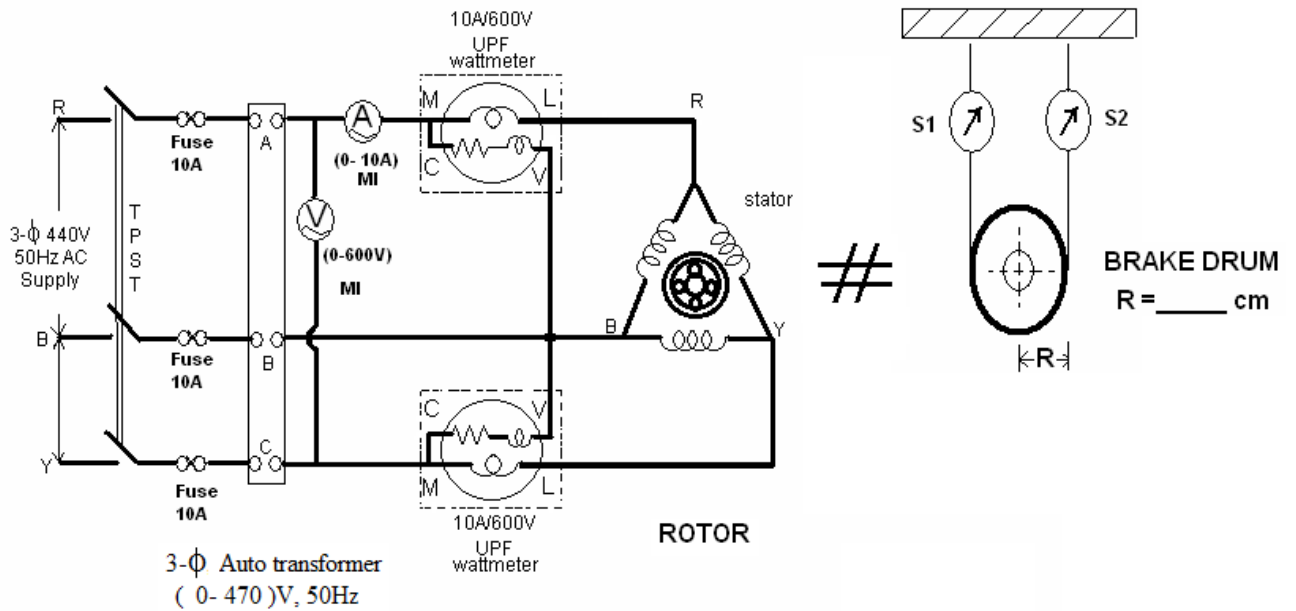 10A/600V
UPF
wattmeter
M
L
C
V
R
Fuse
10A
A
A
(0- 10A)
MI
V
(0-600V)
MI
T
P
S
T
3-ϕ 440V
50Hz AC
Supply
B
Fuse
10A
B
Y
Fuse
10A
C
C
V
M
L
10A/600V
UPF
wattmeter
3-ϕ Auto transformer
( 0- 470 )V, 50Hz
R
stator
B
Y
ROTOR
S1
S2
BRAKE DRUM
R =_____ cm
R